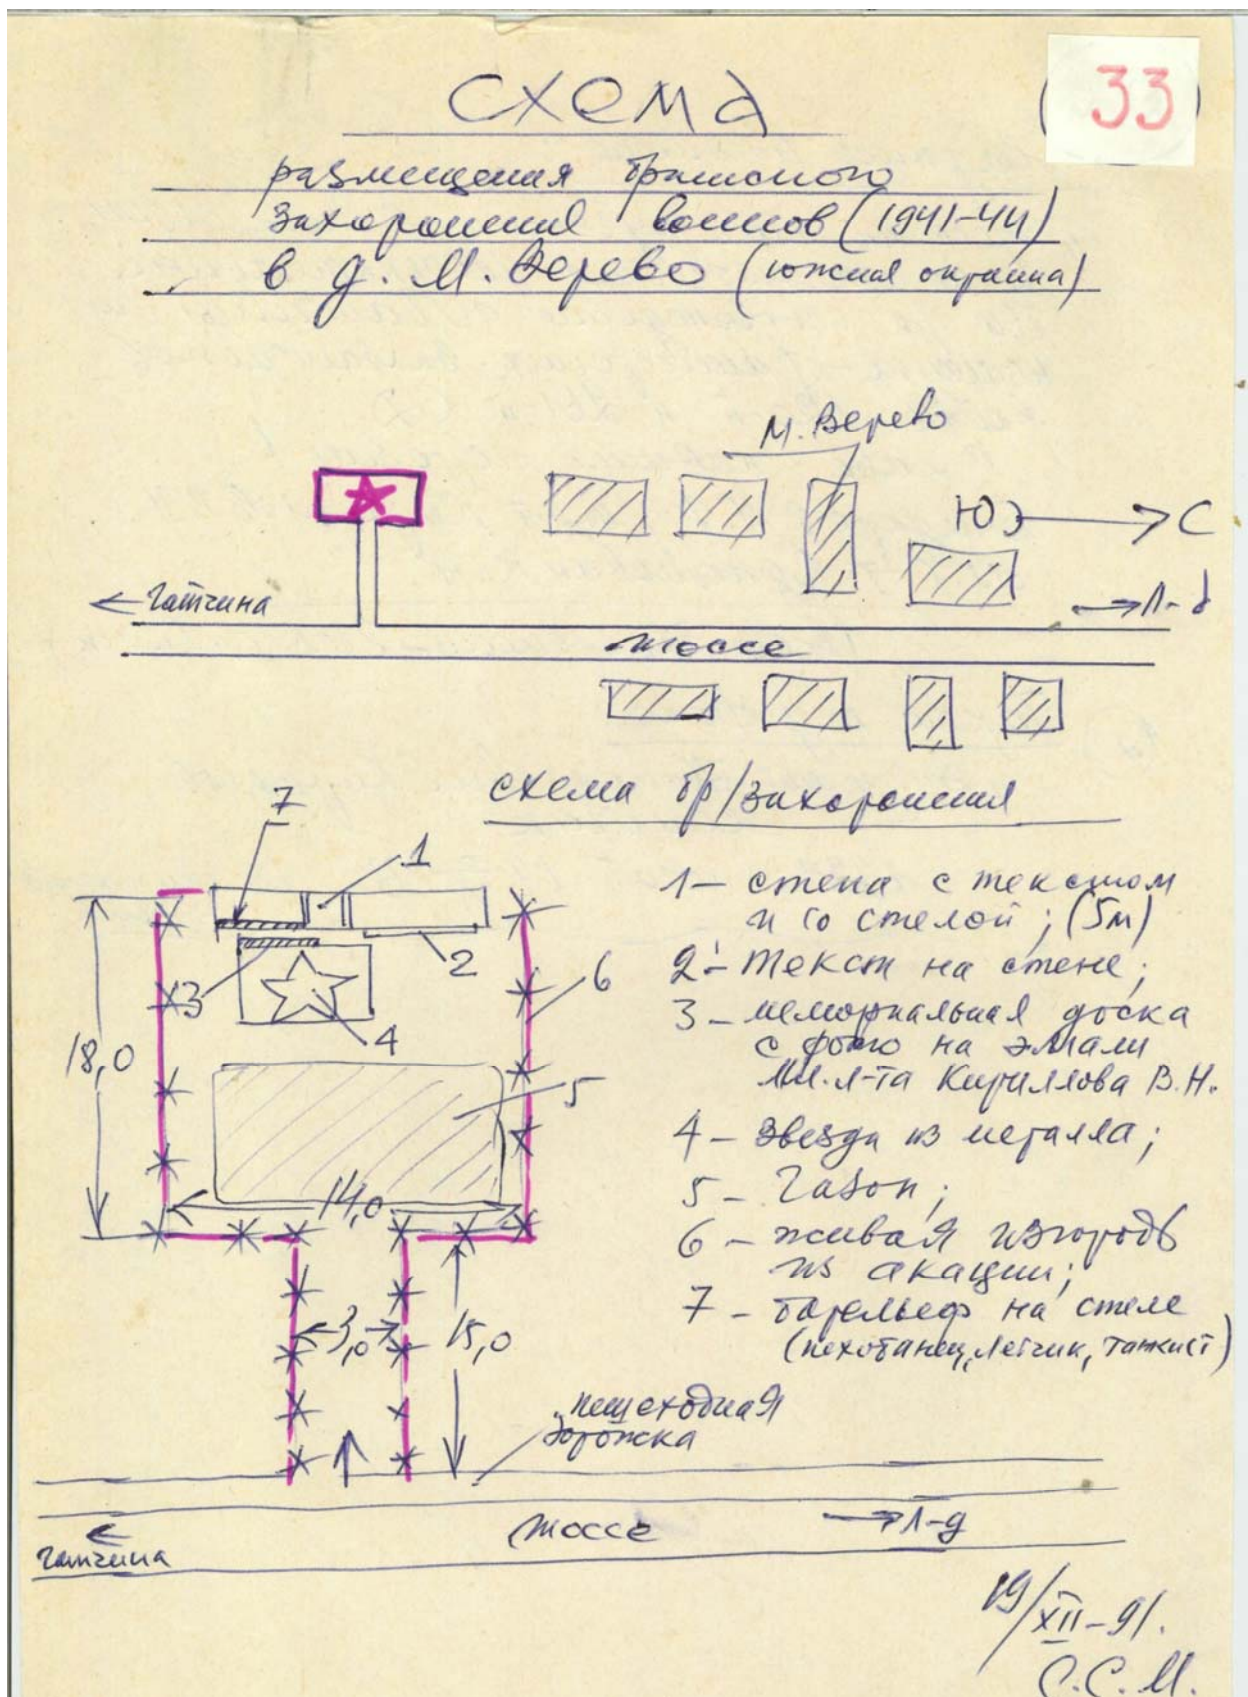 схема
33
размещения братского
захоронения воинов (1941-44)
в д. М. Верево (южная окраина)
М. Верево
Ю
С
← Гатчина
→ Л-д
шоссе
схема бр/захоронения
7
1
2
3
4
6
5
18,0
14,0
3,0
15,0
1 – стена с текстом
и со стелой; (5м)
2 – текст на стене;
3 – мемориальная доска
с фото на эмали
мл. л-та Кириллова В.Н.
4 – звезда из металла;
5 – газон;
6 – живая изгородь
из акации;
7 – барельеф на стеле
(пехотинец, летчик, танкист)
пешеходная
дорожка
шоссе
→ Л-д
← Гатчина
19/XII-91.
С.С.М.